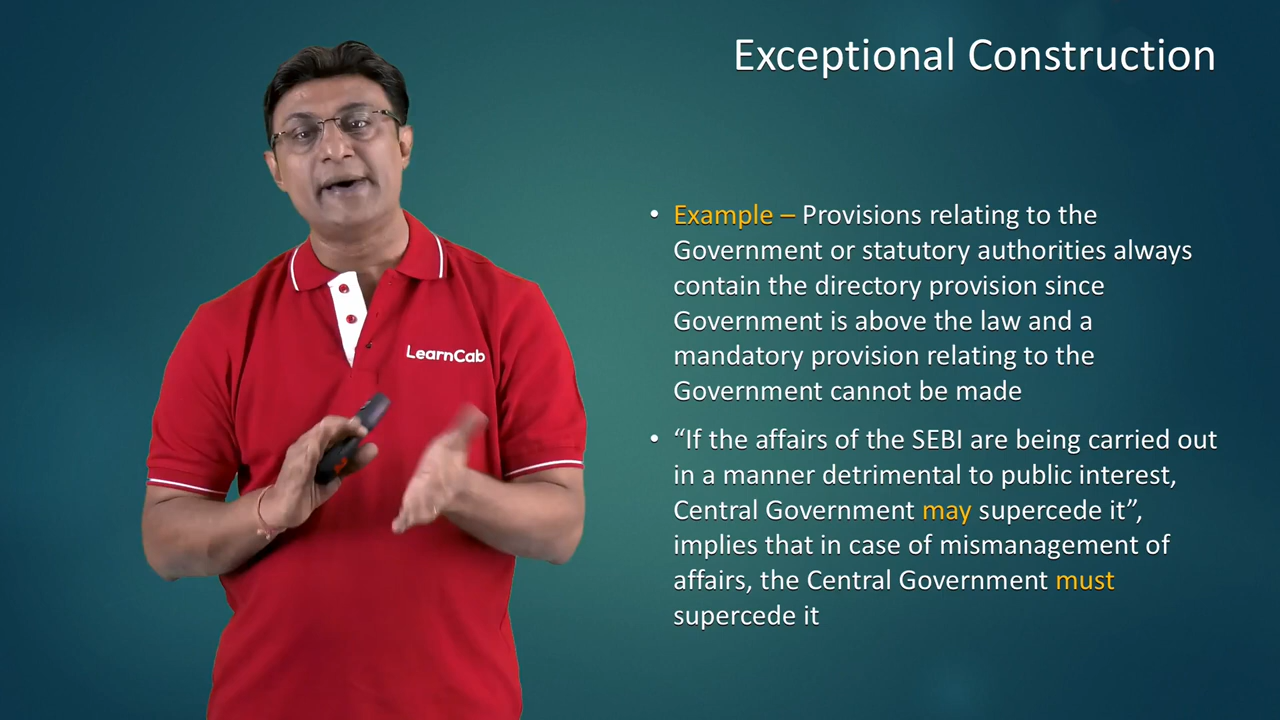 Exceptional Construction
• Example – Provisions relating to the
Government or statutory authorities always
contain the directory provision since
Government is above the law and a
mandatory provision relating to the
Government cannot be made
• “If the affairs of the SEBI are being carried out
in a manner detrimental to public interest,
Central Government may supercede it”,
implies that in case of mismanagement of
affairs, the Central Government must
supercede it
LearnCab